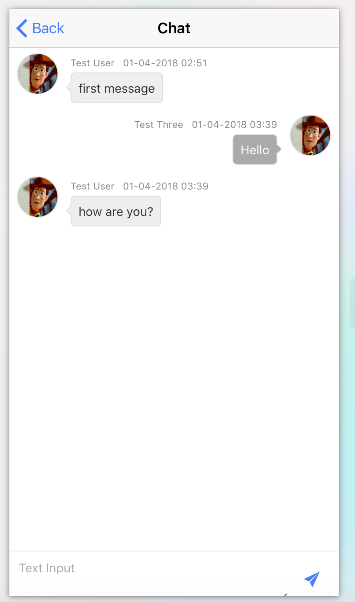 Back Chat
Test User 01-04-2018 02:51
first message
Test Three 01-04-2018 03:39
Hello
Test User 01-04-2018 03:39
how are you?
Text Input